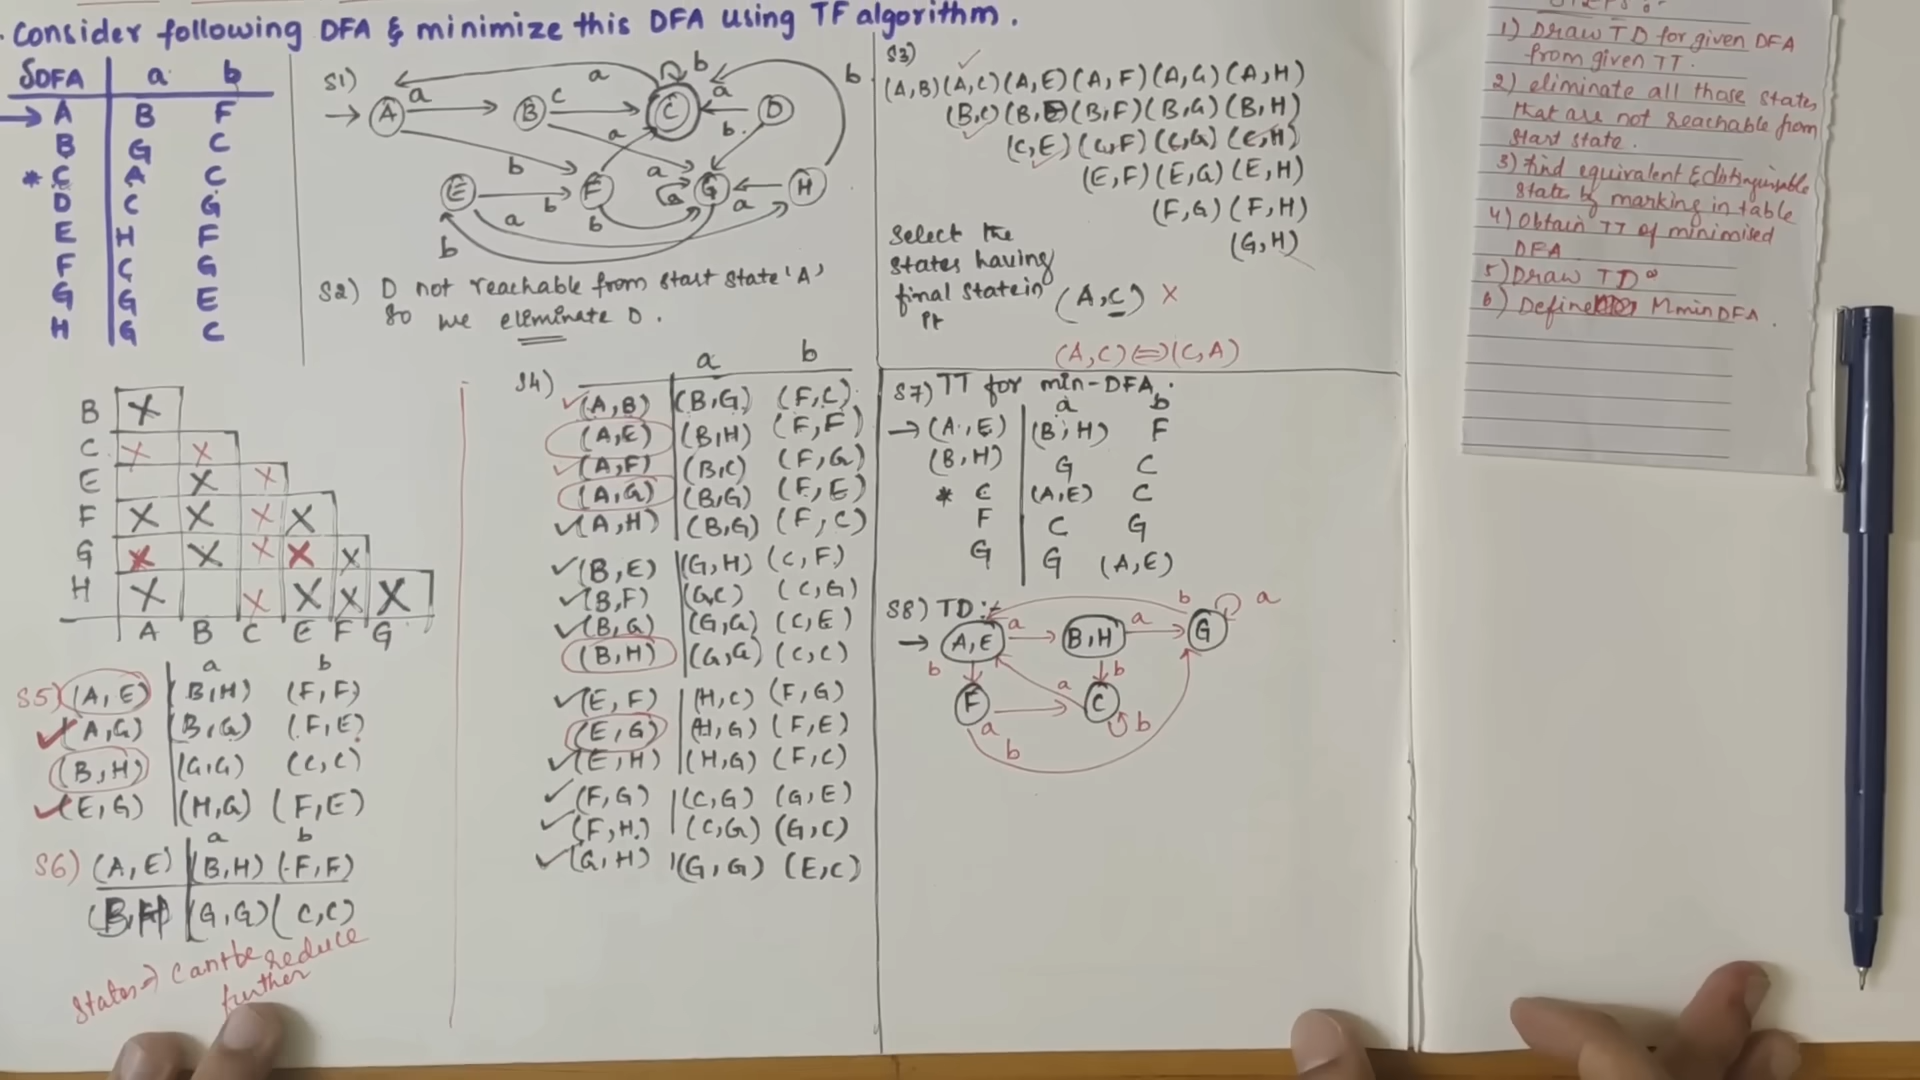 . Consider following DFA & minimize this DFA using TF algorithm.
δDFA a b
→ A B F
B G C
* C A C
D C G
E H F
F C G
G G E
H G C
S1)
→ A a B c C a b D a b
b a a b
E F G H
a b b a a
b
S2) D not reachable from start state 'A'
So we eliminate D.
S3)
(A,B) (A,C) (A,E) (A,F) (A,G) (A,H)
(B,C) (B,E) (B,F) (B,G) (B,H)
(C,E) (C,F) (C,G) (C,H)
(E,F) (E,G) (E,H)
(F,G) (F,H)
(G,H)
Select the
states having
final state in (A,C) X
it
(A,C) ⇔ (C,A)
B X
C X X
E X X
F X X X X
G X X X X X
H X X X X X
A B C E F G
S4) a b
✓(A,B) (B,G) (F,C)
(A,E) (B,H) (F,F)
✓(A,F) (B,C) (F,G)
(A,G) (B,G) (F,E)
✓(A,H) (B,G) (F,C)
✓(B,E) (G,H) (C,F)
✓(B,F) (G,C) (C,G)
✓(B,G) (G,G) (C,E)
(B,H) (G,G) (C,C)
✓(E,F) (H,C) (F,G)
(E,G) (H,G) (F,E)
✓(E,H) (H,G) (F,C)
✓(F,G) (C,G) (G,E)
✓(F,H) (C,G) (G,C)
✓(G,H) (G,G) (E,C)
a b
S5) (A,E) (B,H) (F,F)
✓(A,G) (B,G) (F,E)
(B,H) (G,G) (C,C)
✓(E,G) (H,G) (F,E)
a b
S6) (A,E) (B,H) (F,F)
(B,H) (G,G) (C,C)
States → can't be reduce
further
S7) TT for min-DFA.
a b
→ (A,E) (B,H) F
(B,H) G C
* C (A,E) C
F C G
G G (A,E)
S8) TD:-
b a
→ A,E a B,H a G
b a b
F a C b
b
Steps:-
1) Draw TD for given DFA
from given TT.
2) eliminate all those states
that are not reachable from
start state.
3) find equivalent & distinguishable
state by marking in table
4) Obtain TT of minimised
DFA
5) Draw TD
6) Define MminDFA.